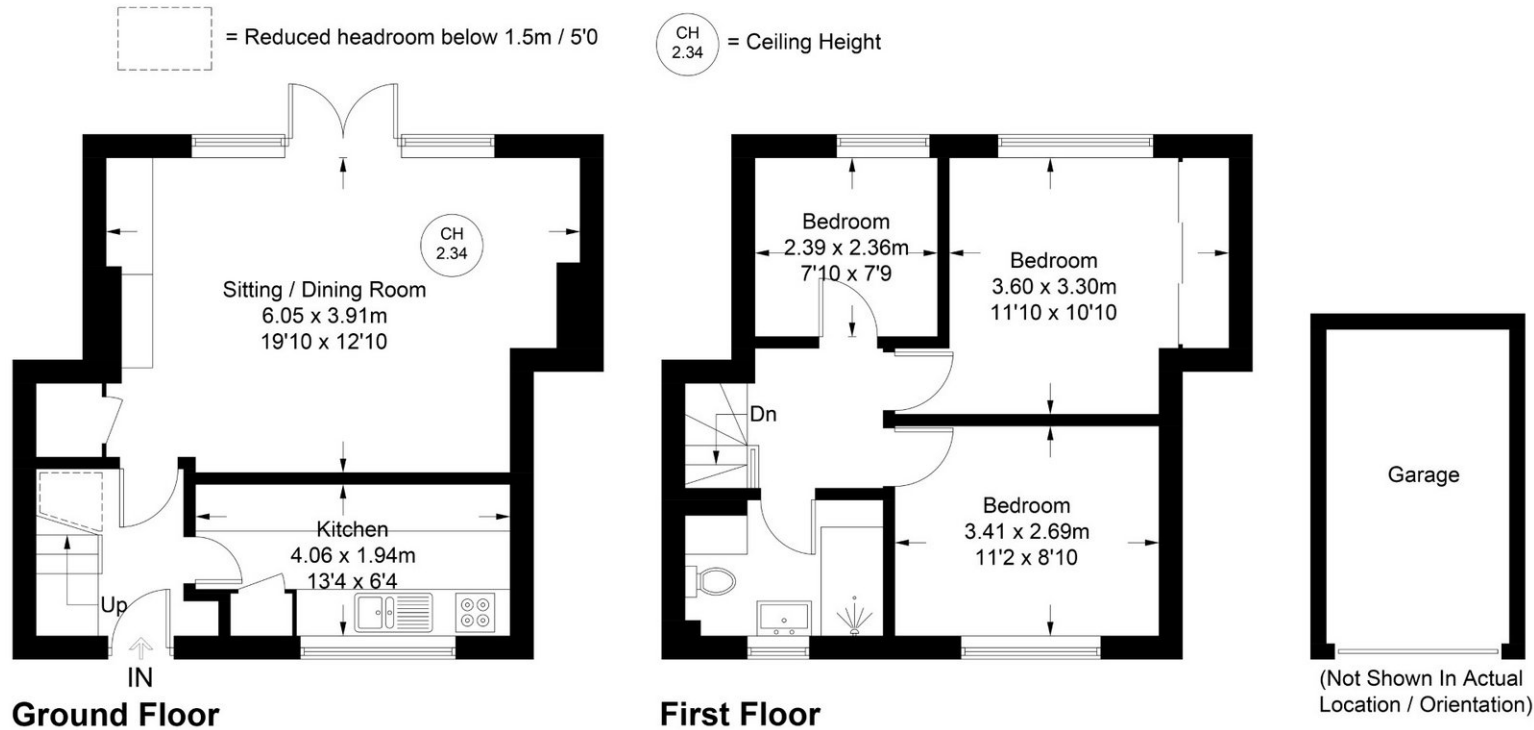 = Reduced headroom below 1.5m / 5'0
CH
2.34
= Ceiling Height
CH
2.34
Sitting / Dining Room
6.05 x 3.91m
19'10 x 12'10
Kitchen
4.06 x 1.94m
13'4 x 6'4
Up
IN
Ground Floor
Bedroom
2.39 x 2.36m
7'10 x 7'9
Bedroom
3.60 x 3.30m
11'10 x 10'10
Dn
Bedroom
3.41 x 2.69m
11'2 x 8'10
First Floor
Garage
(Not Shown In Actual
Location / Orientation)